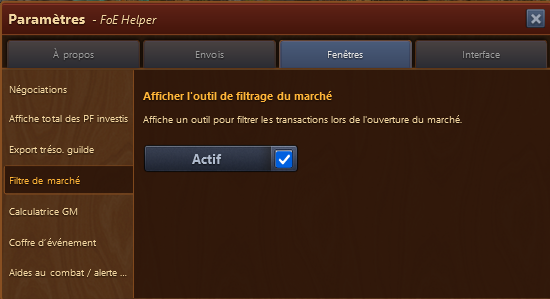 Paramètres - FoE Helper
À propos Envois Fenêtres Interface
Négociations
Affiche total des PF investis
Export tréso. guilde
Filtre de marché
Calculatrice GM
Coffre d'événement
Aides au combat / alerte ...
Afficher l'outil de filtrage du marché
Affiche un outil pour filtrer les transactions lors de l'ouverture du marché.
Actif